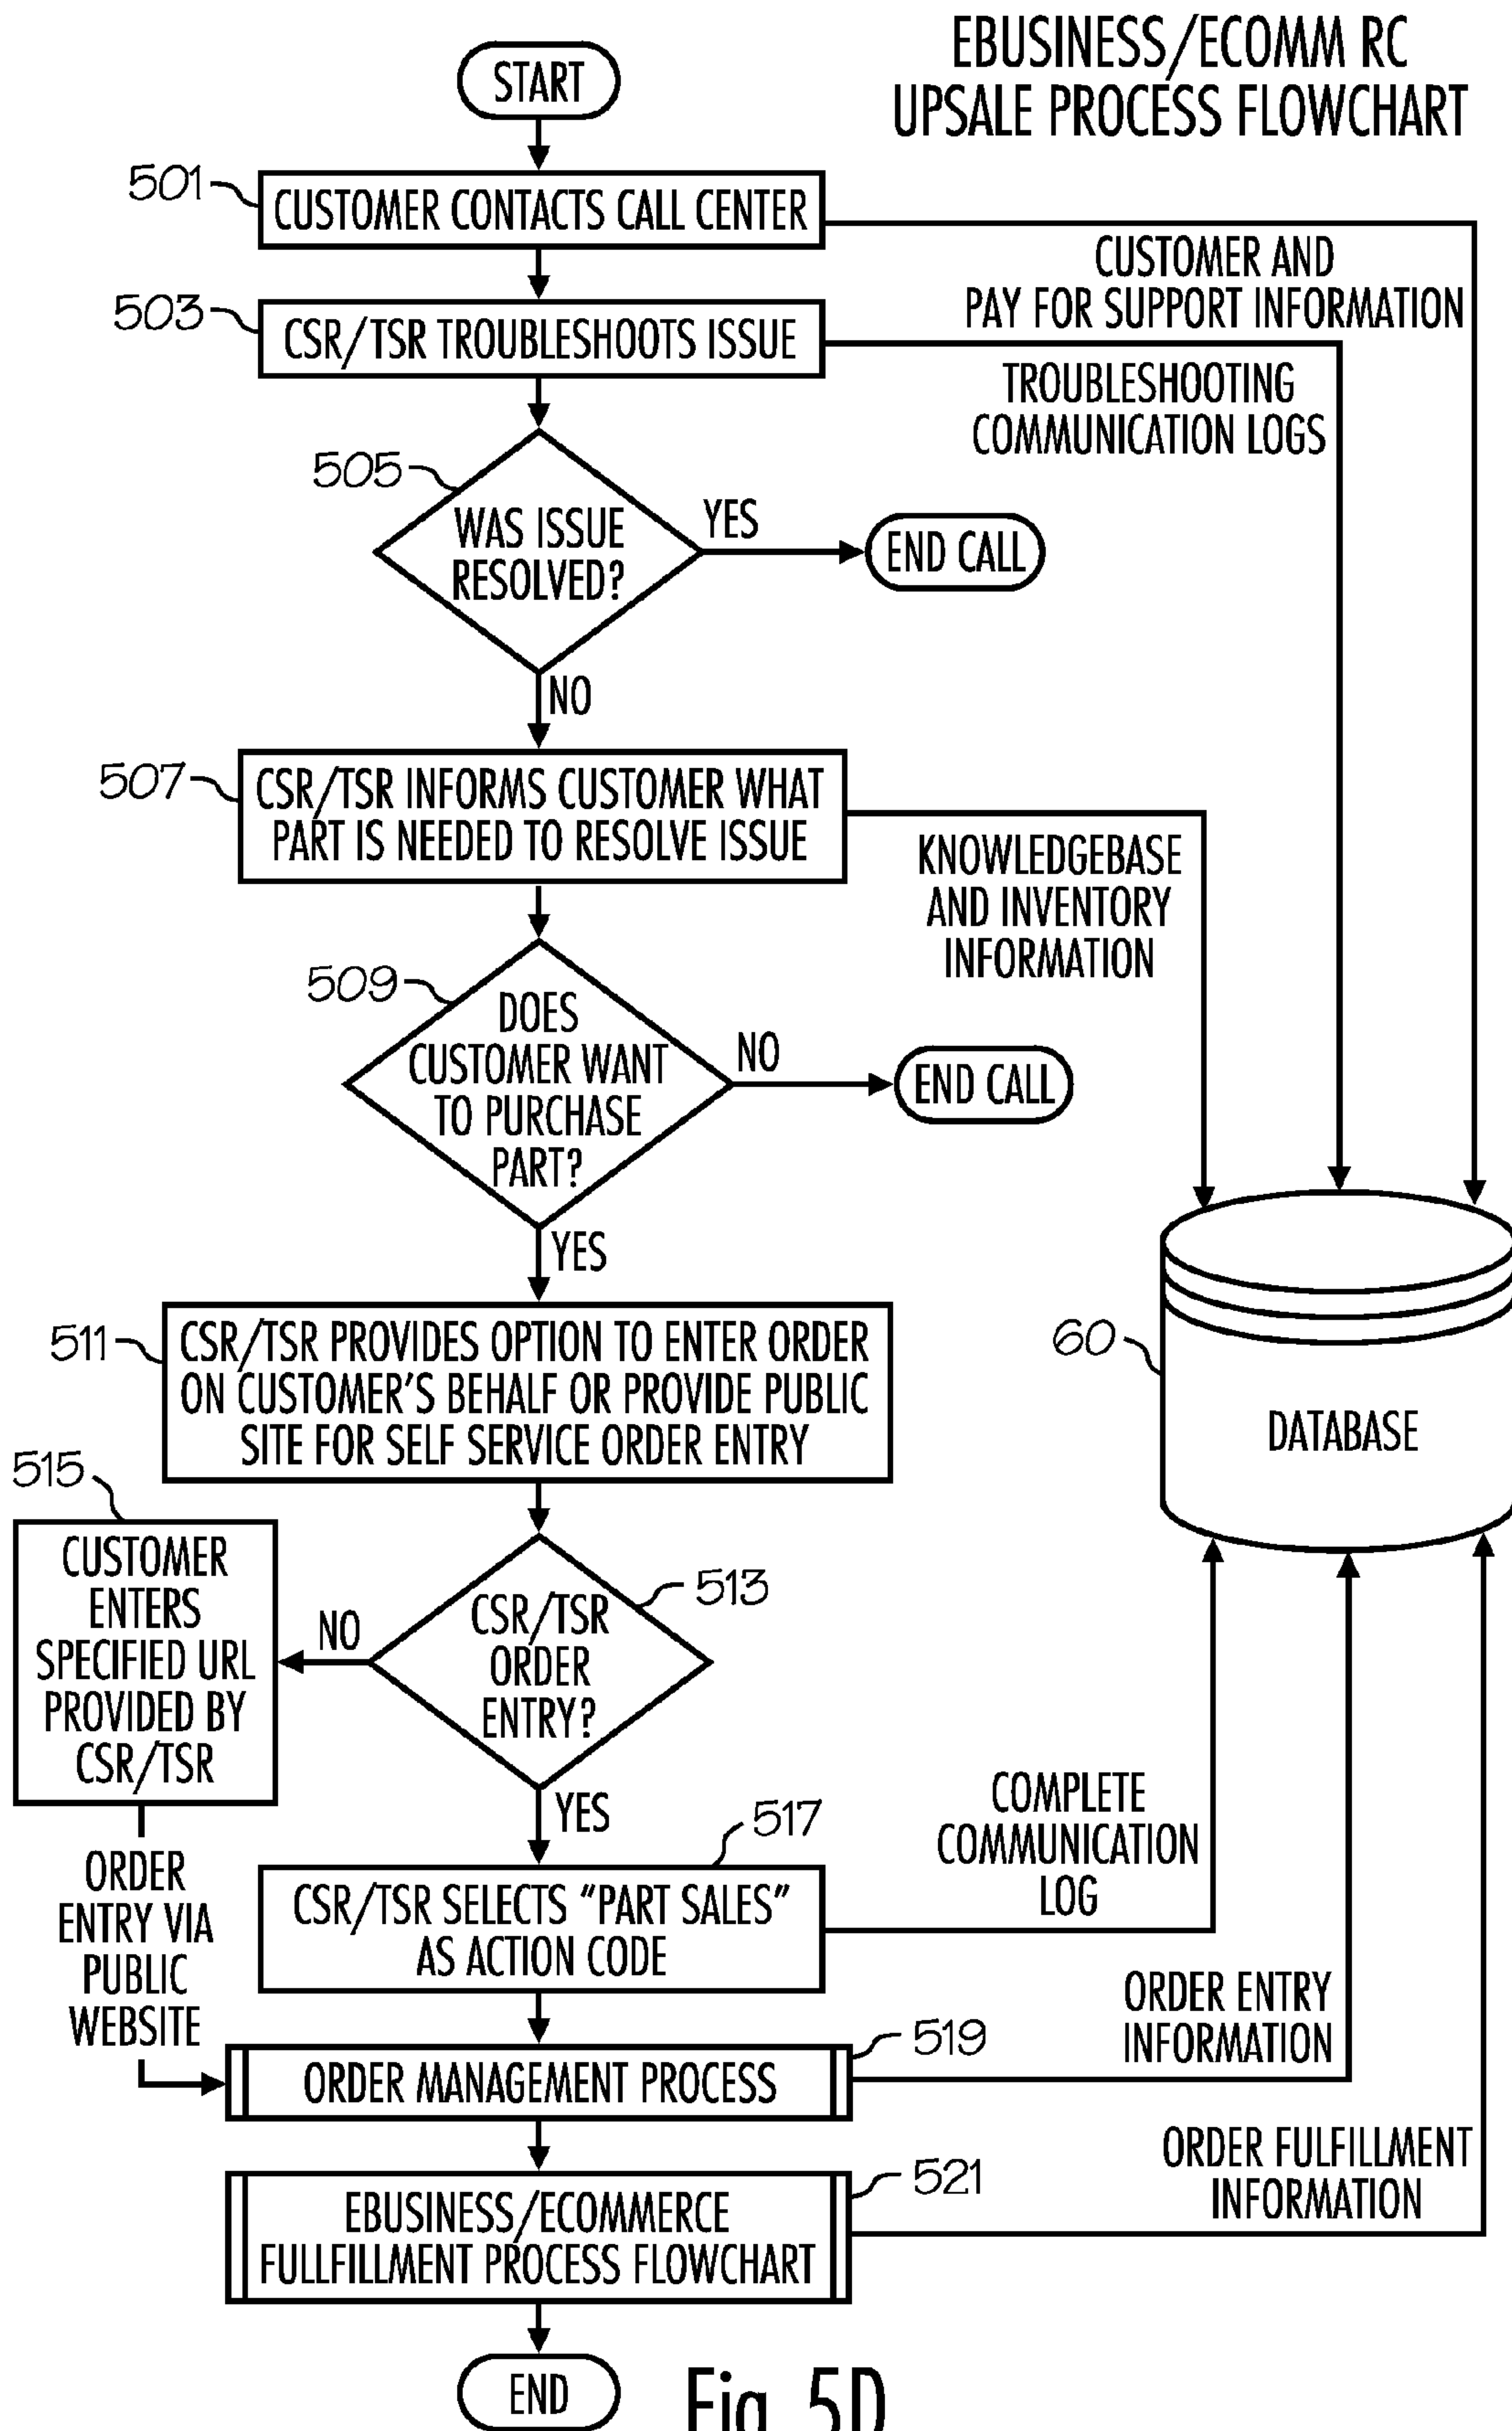 EBUSINESS/ECOMM RC
UPSALE PROCESS FLOWCHART
START
501
CUSTOMER CONTACTS CALL CENTER
CUSTOMER AND
PAY FOR SUPPORT INFORMATION
503
CSR/TSR TROUBLESHOOTS ISSUE
TROUBLESHOOTING
COMMUNICATION LOGS
505
WAS ISSUE
RESOLVED?
YES
END CALL
NO
507
CSR/TSR INFORMS CUSTOMER WHAT
PART IS NEEDED TO RESOLVE ISSUE
KNOWLEDGEBASE
AND INVENTORY
INFORMATION
509
DOES
CUSTOMER WANT
TO PURCHASE
PART?
NO
END CALL
YES
511
CSR/TSR PROVIDES OPTION TO ENTER ORDER
ON CUSTOMER'S BEHALF OR PROVIDE PUBLIC
SITE FOR SELF SERVICE ORDER ENTRY
60
DATABASE
515
CUSTOMER
ENTERS
SPECIFIED URL
PROVIDED BY
CSR/TSR
NO
513
CSR/TSR
ORDER
ENTRY?
YES
ORDER
ENTRY VIA
PUBLIC
WEBSITE
517
CSR/TSR SELECTS "PART SALES"
AS ACTION CODE
COMPLETE
COMMUNICATION
LOG
519
ORDER MANAGEMENT PROCESS
ORDER ENTRY
INFORMATION
521
EBUSINESS/ECOMMERCE
FULLFILLMENT PROCESS FLOWCHART
ORDER FULFILLMENT
INFORMATION
END
Fig. 5D